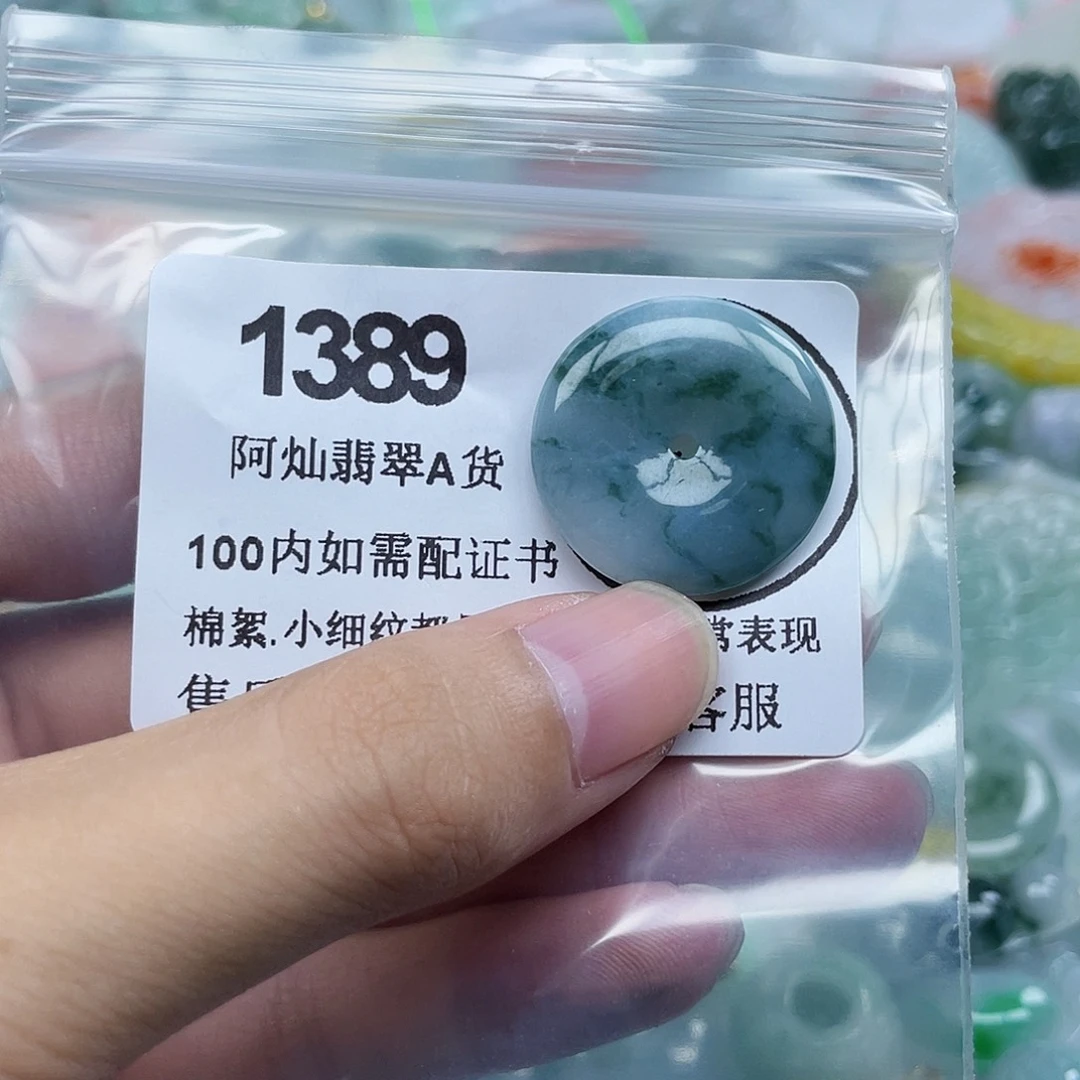 1389
阿灿翡翠A货
100内如需配证书
棉絮.小细纹都 常表现
售 客服